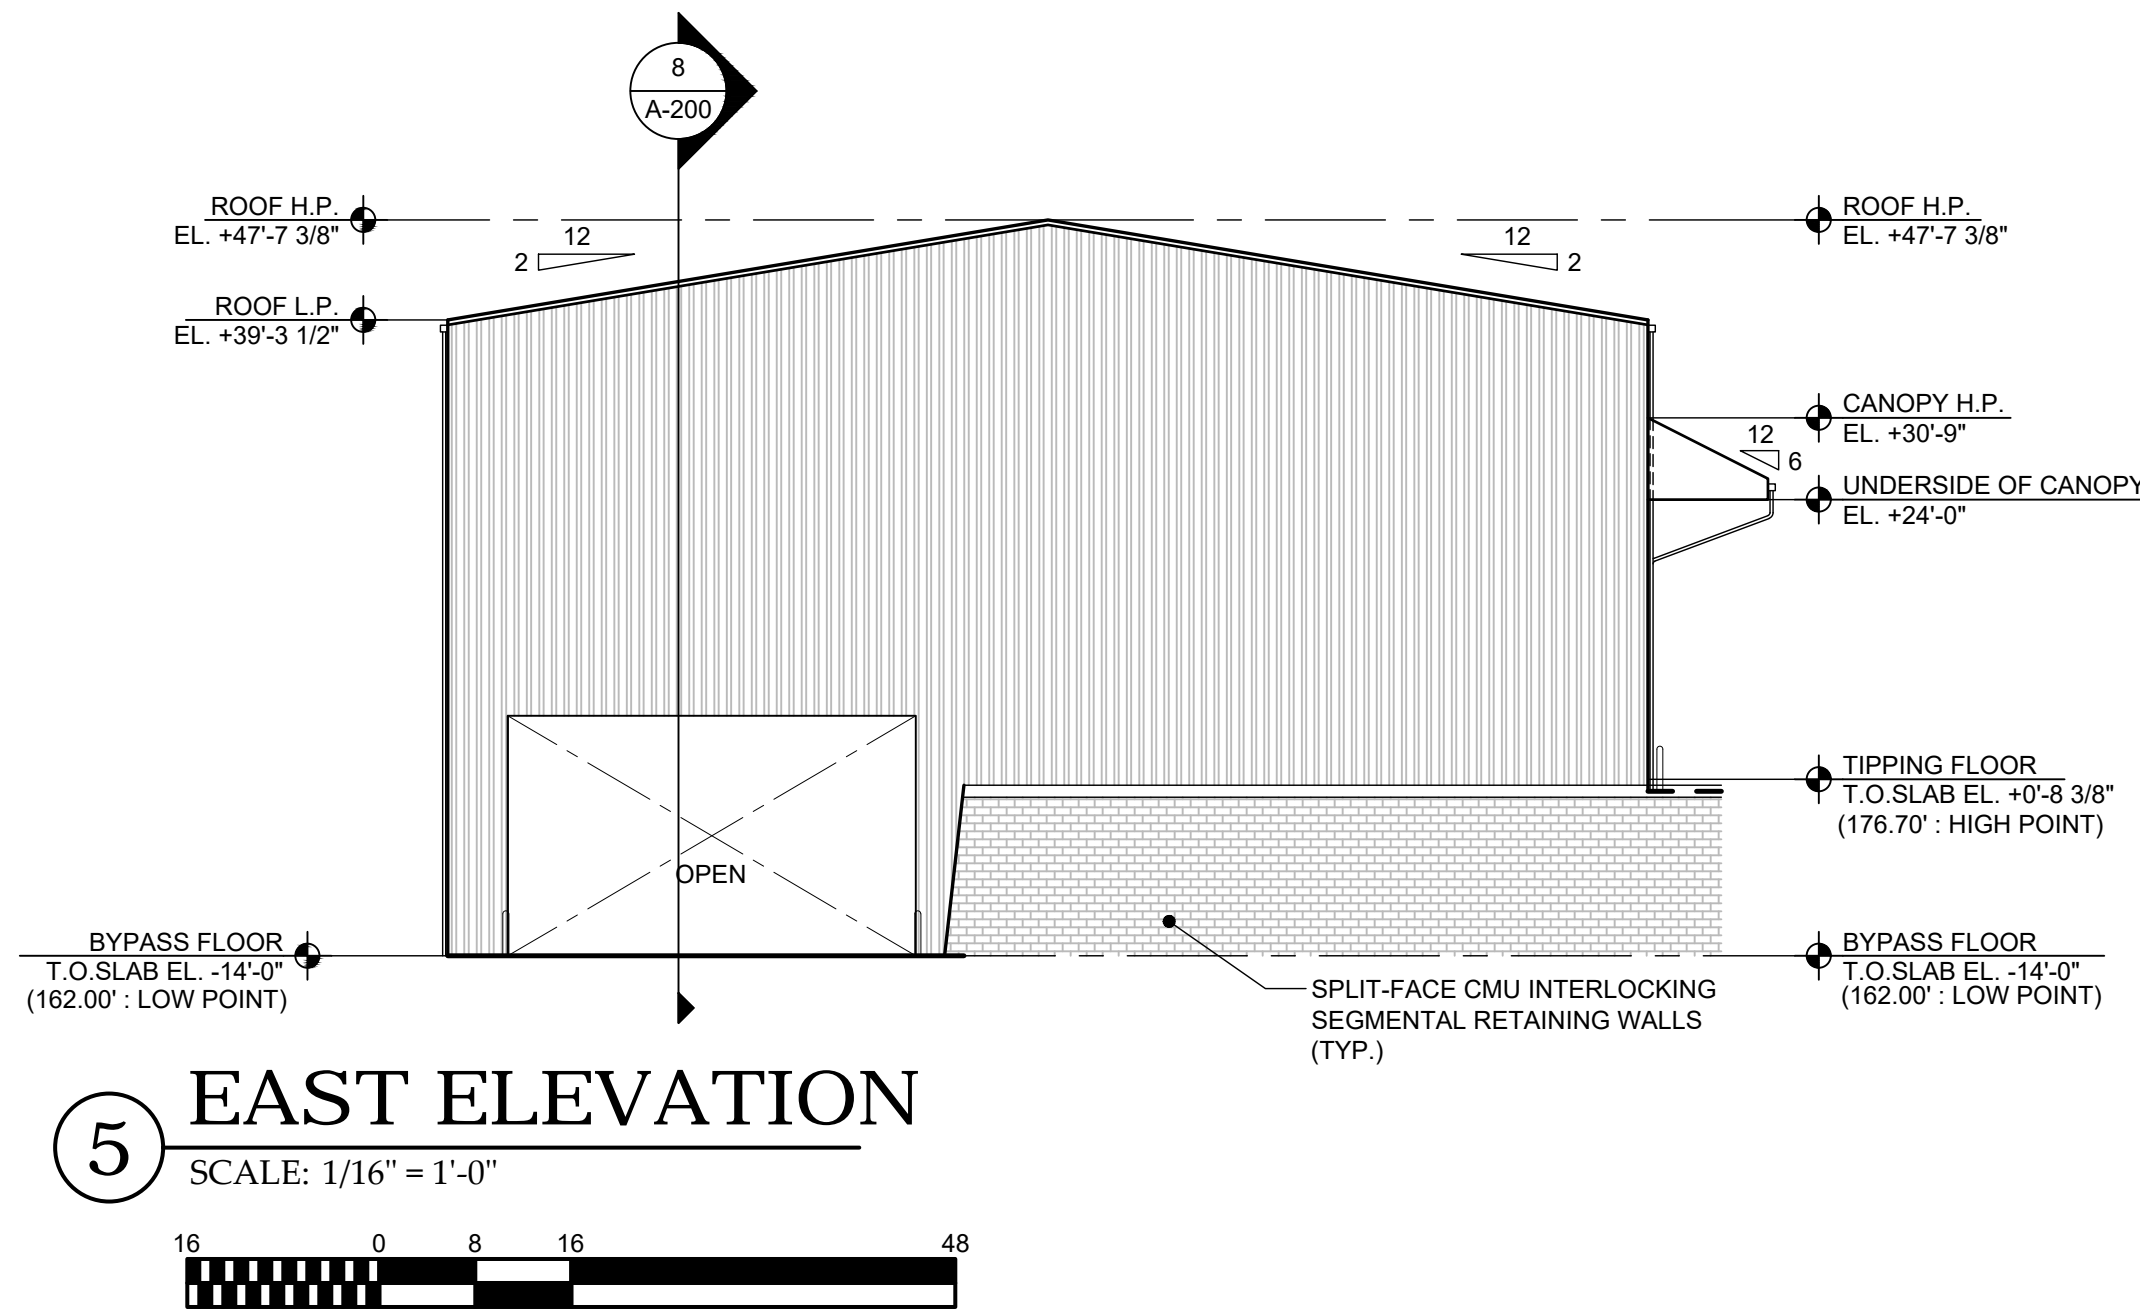 8
A-200
ROOF H.P.
EL. +47'-7 3/8"
12
2
12
2
ROOF H.P.
EL. +47'-7 3/8"
ROOF L.P.
EL. +39'-3 1/2"
CANOPY H.P.
EL. +30'-9"
12
6
UNDERSIDE OF CANOPY
EL. +24'-0"
TIPPING FLOOR
T.O.SLAB EL. +0'-8 3/8"
(176.70' : HIGH POINT)
OPEN
BYPASS FLOOR
T.O.SLAB EL. -14'-0"
(162.00' : LOW POINT)
BYPASS FLOOR
T.O.SLAB EL. -14'-0"
(162.00' : LOW POINT)
SPLIT-FACE CMU INTERLOCKING
SEGMENTAL RETAINING WALLS
(TYP.)
5
EAST ELEVATION
SCALE: 1/16" = 1'-0"
16 0 8 16 48